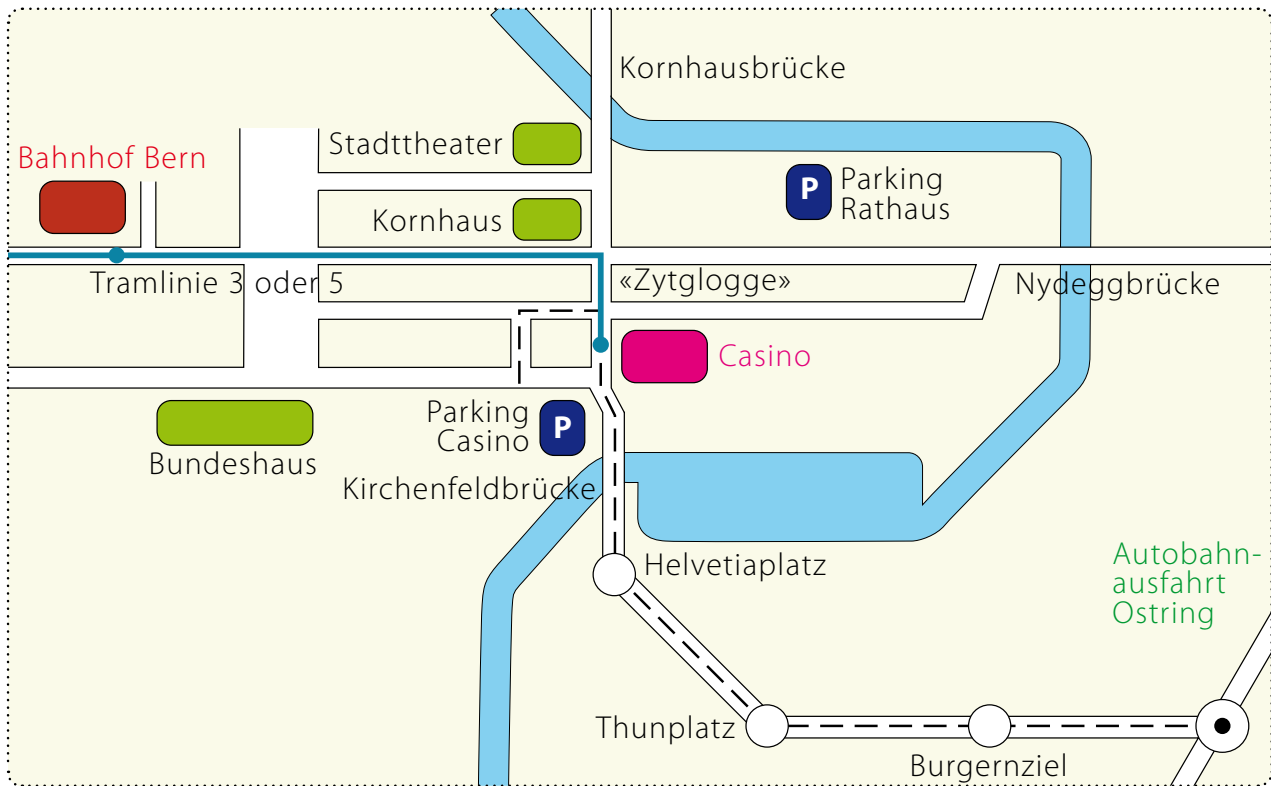 Kornhausbrücke
Stadttheater
Bahnhof Bern
P
Parking
Rathaus
Kornhaus
Tramlinie 3 oder 5
«Zytglogge»
Nydeggbrücke
Casino
Parking
Casino
P
Bundeshaus
Kirchenfeldbrücke
Helvetiaplatz
Autobahn-
ausfahrt
Ostring
Thunplatz
Burgernziel